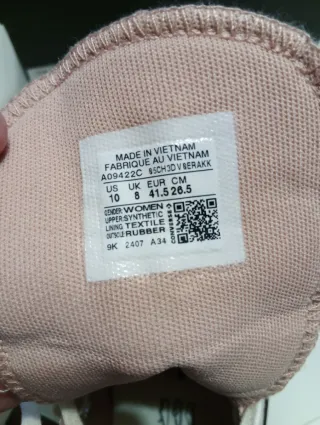 MADE IN VIETNAM
FABRIQUE AU VIETNAM
A09422C
US UK EUR CM
10 8 41.5 26.5
GENDER: WOMEN
UPPER: SYNTHETIC
LINING: TEXTILE
OUTSOLE: RUBBER
9K 2407 A34